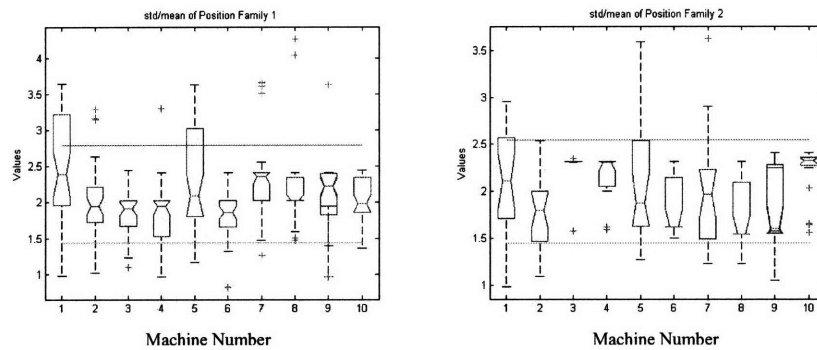 std/mean of Position Family 1
Values
4
3.5
3
2.5
2
1.5
1
1 2 3 4 5 6 7 8 9 10
Machine Number
std/mean of Position Family 2
Values
3.5
3
2.5
2
1.5
1
1 2 3 4 5 6 7 8 9 10
Machine Number